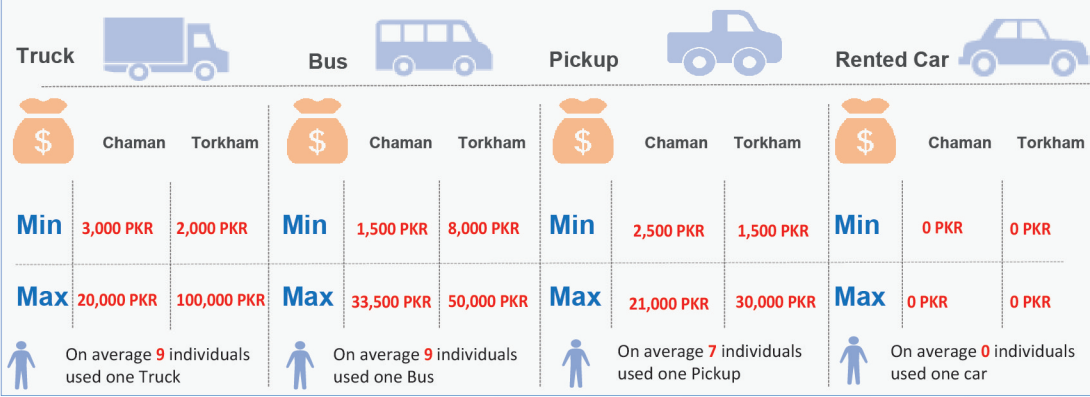 Truck
Bus
Pickup
Rented Car
$ Chaman Torkham
$ Chaman Torkham
$ Chaman Torkham
$ Chaman Torkham
Min 3,000 PKR 2,000 PKR
Min 1,500 PKR 8,000 PKR
Min 2,500 PKR 1,500 PKR
Min 0 PKR 0 PKR
Max 20,000 PKR 100,000 PKR
Max 33,500 PKR 50,000 PKR
Max 21,000 PKR 30,000 PKR
Max 0 PKR 0 PKR
On average 9 individuals
used one Truck
On average 9 individuals
used one Bus
On average 7 individuals
used one Pickup
On average 0 individuals
used one car